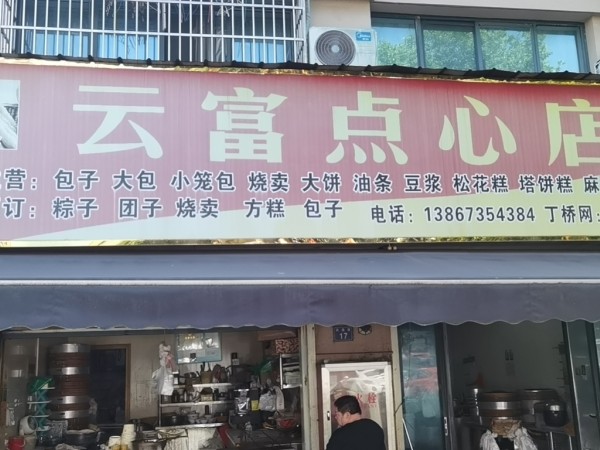 云富点心店
营：包子 大包 小笼包 烧卖 大饼 油条 豆浆 松花糕 塔饼糕 麻
订：粽子 团子 烧卖 方糕 包子 电话：13867354384 丁桥网：
17